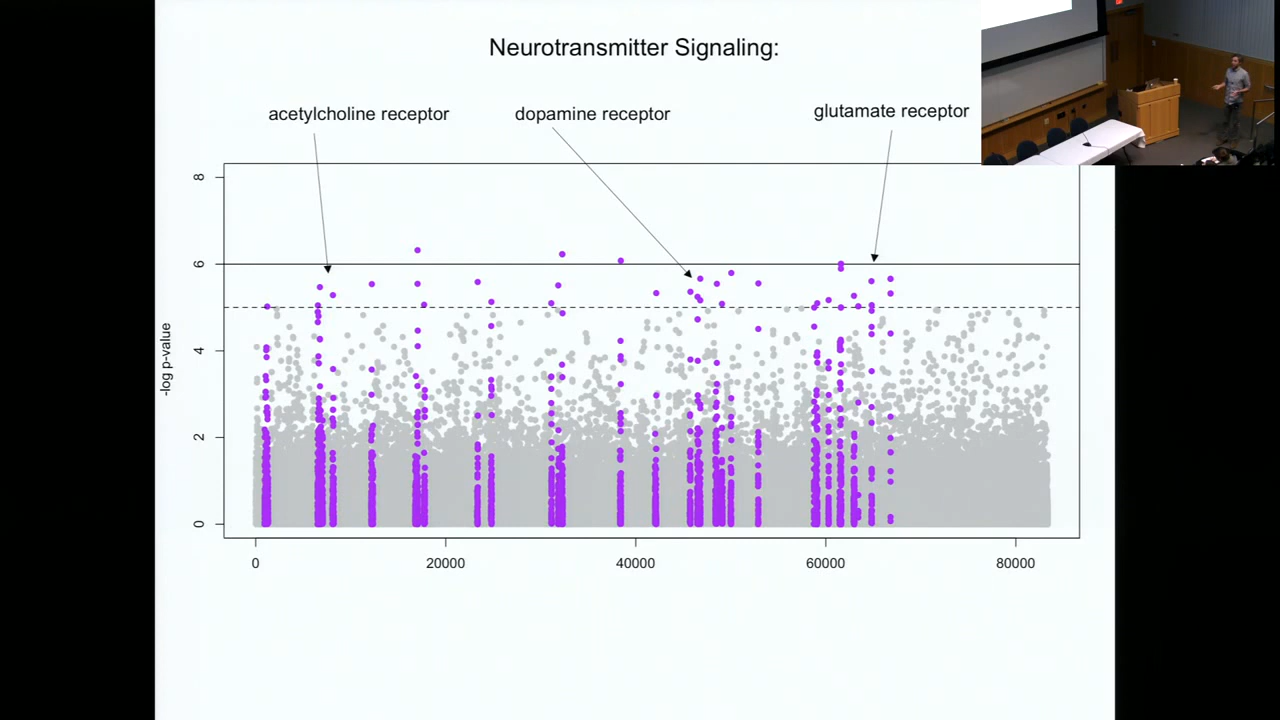 Neurotransmitter Signaling:
acetylcholine receptor
dopamine receptor
glutamate receptor
8
6
4
2
0
-log p-value
0
20000
40000
60000
80000